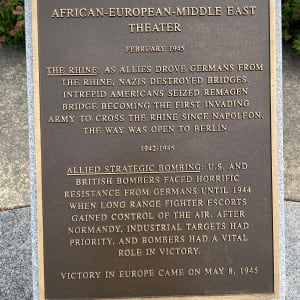 AFRICAN-EUROPEAN-MIDDLE EAST
THEATER
FEBRUARY 1945
THE RHINE: AS ALLIES DROVE GERMANS FROM
THE RHINE, NAZIS DESTROYED BRIDGES.
INTREPID AMERICANS SEIZED REMAGEN
BRIDGE BECOMING THE FIRST INVADING
ARMY TO CROSS THE RHINE SINCE NAPOLEON.
THE WAY WAS OPEN TO BERLIN.
1942-1945
ALLIED STRATEGIC BOMBING: U.S. AND
BRITISH BOMBERS FACED HORRIFIC
RESISTANCE FROM GERMANS UNTIL 1944
WHEN LONG RANGE FIGHTER ESCORTS
GAINED CONTROL OF THE AIR. AFTER
NORMANDY, INDUSTRIAL TARGETS HAD
PRIORITY, AND BOMBERS HAD A VITAL
ROLE IN VICTORY.
VICTORY IN EUROPE CAME ON MAY 8, 1945